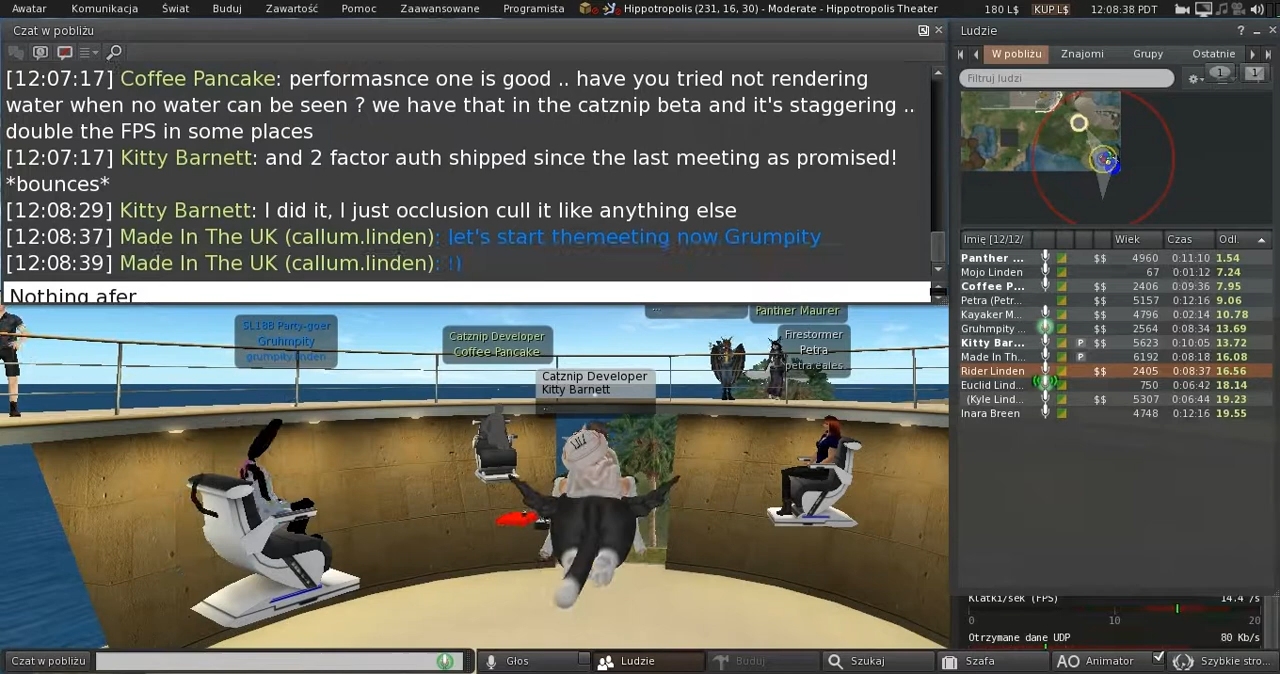 Awatar Komunikacja Świat Buduj Zawartość Pomoc Zaawansowane Programista Hippotropolis (231, 16, 30) - Moderate - Hippotropolis Theater 180 L$ KUP L$ 12:08:38 PDT
Czat w pobliżu
[12:07:17] Coffee Pancake: performasnce one is good .. have you tried not rendering
water when no water can be seen ? we have that in the catznip beta and it's staggering ..
double the FPS in some places
[12:07:17] Kitty Barnett: and 2 factor auth shipped since the last meeting as promised!
*bounces*
[12:08:29] Kitty Barnett: I did it, I just occlusion cull it like anything else
[12:08:37] Made In The UK (callum.linden): let's start themeeting now Grumpity
[12:08:39] Made In The UK (callum.linden): :)
Nothing afer
SL18B Party-goer
Gruhmpity
grumpity.linden
Catznip Developer
Coffee Pancake
Catznip Developer
Kitty Barnett
..
...
Panther Maurer
Firestormer
Petra
petra.eales
Ludzie
W pobliżu Znajomi Grupy Ostatnie
Filtruj ludzi
1 1
Imię [12/12/ Wiek Czas Odl.
Panther ... $$ 4960 0:11:10 1.54
Mojo Linden 67 0:01:12 7.24
Coffee P... $$ 2406 0:09:36 7.95
Petra (Petr... $$ 5157 0:12:16 9.06
Kayaker M... $$ 4796 0:02:14 10.78
Gruhmpity ... $$ 2564 0:08:34 13.69
Kitty Bar... P $$ 5623 0:10:05 13.72
Made In Th... P 6192 0:08:18 16.08
Rider Linden $$ 2405 0:08:37 16.56
Euclid Lind... 750 0:06:42 18.14
(Kyle Lind... $$ 5307 0:06:44 19.23
Inara Breen 4748 0:12:16 19.55
Klatki/sek (FPS) 14.4 /s
0 10 20
Otrzymane dane UDP 80 Kb/s
Czat w pobliżu Głos Ludzie Buduj Szukaj Szafa AO Animator Szybkie stro...